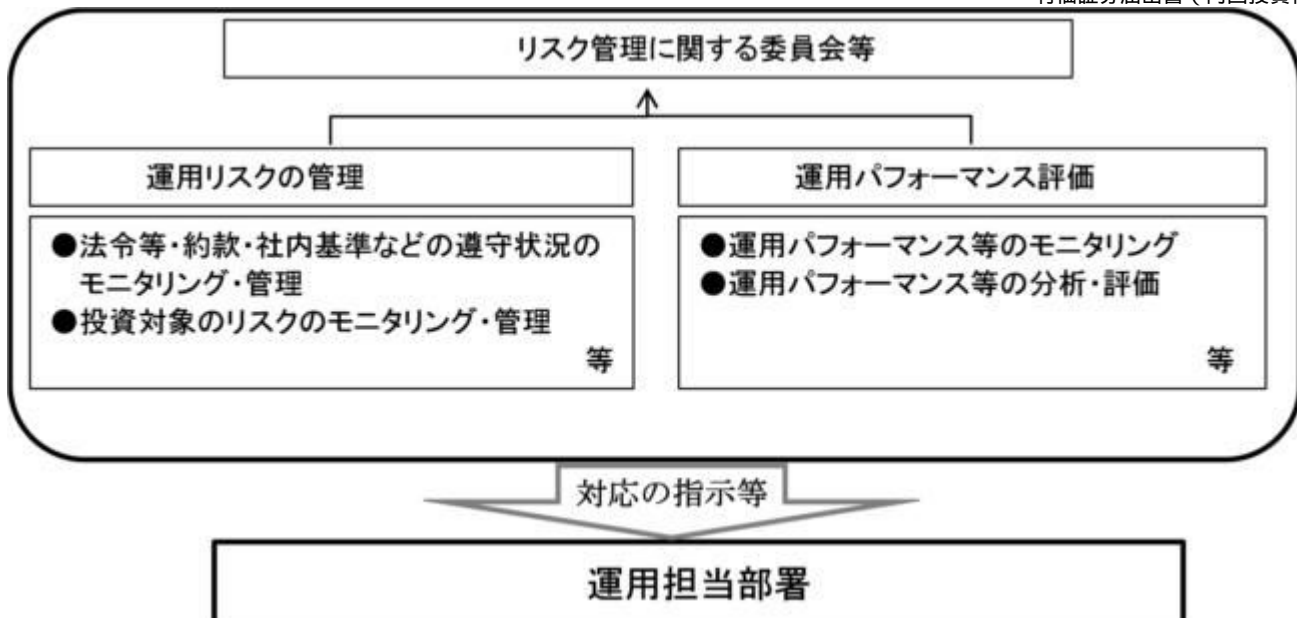 リスク管理に関する委員会等
運用リスクの管理
運用パフォーマンス評価
●法令等・約款・社内基準などの遵守状況の
モニタリング・管理
●投資対象のリスクのモニタリング・管理
等
●運用パフォーマンス等のモニタリング
●運用パフォーマンス等の分析・評価
等
対応の指示等
運用担当部署